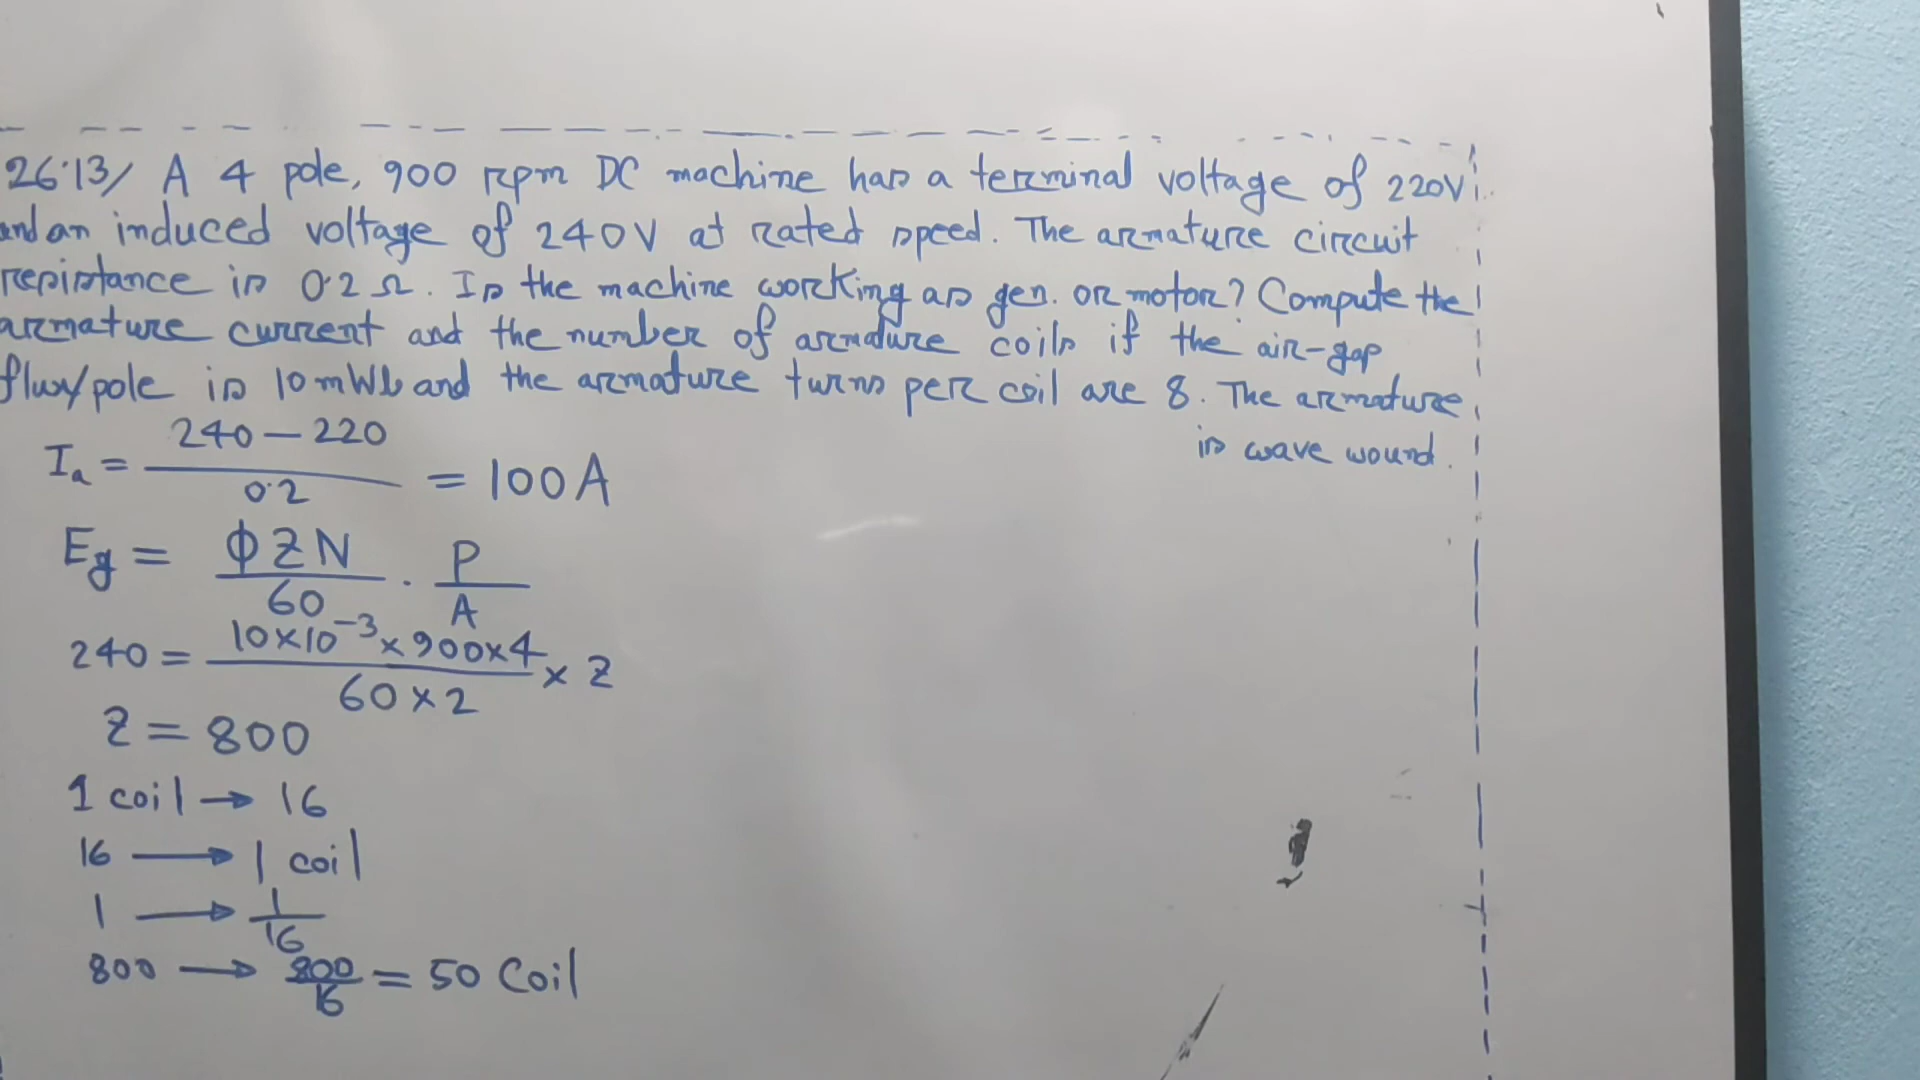 26.13/ A 4 pole, 900 rpm DC machine has a terminal voltage of 220V
and an induced voltage of 240V at rated speed. The armature circuit
resistance is 0.2 Ω. Is the machine working as gen. or motor? Compute the
armature current and the number of armature coils if the air-gap
flux/pole is 10 mWb and the armature turns per coil are 8. The armature
is wave wound.
Ia = (240 – 220) / 0.2 = 100A
Eg = ΦZN/60 . P/A
240 = (10×10⁻³×900×4) / (60×2) × Z
Z = 800
1 coil → 16
16 → 1 coil
1 → 1/16
800 → 800/16 = 50 Coil